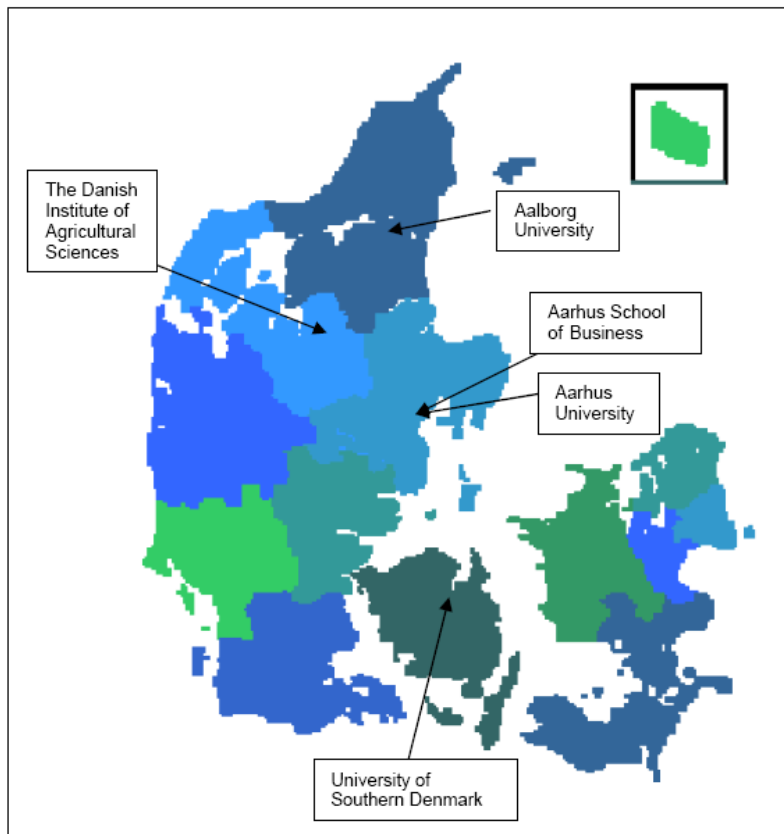 The Danish
Institute of
Agricultural
Sciences
Aalborg
University
Aarhus School
of Business
Aarhus
University
University of
Southern Denmark